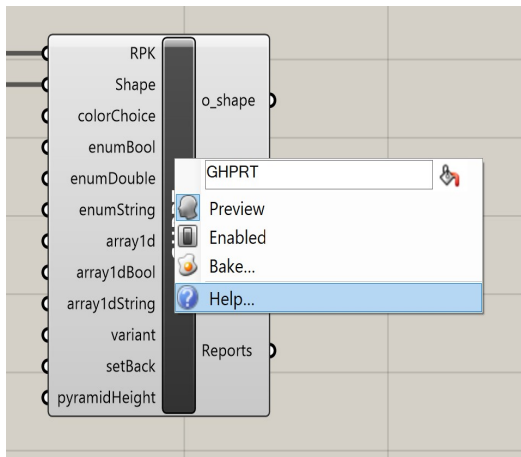 RPK
Shape
colorChoice
enumBool
enumDouble
enumString
array1d
array1dBool
array1dString
variant
setBack
pyramidHeight
o_shape
Reports
GHPRT
Preview
Enabled
Bake...
Help...